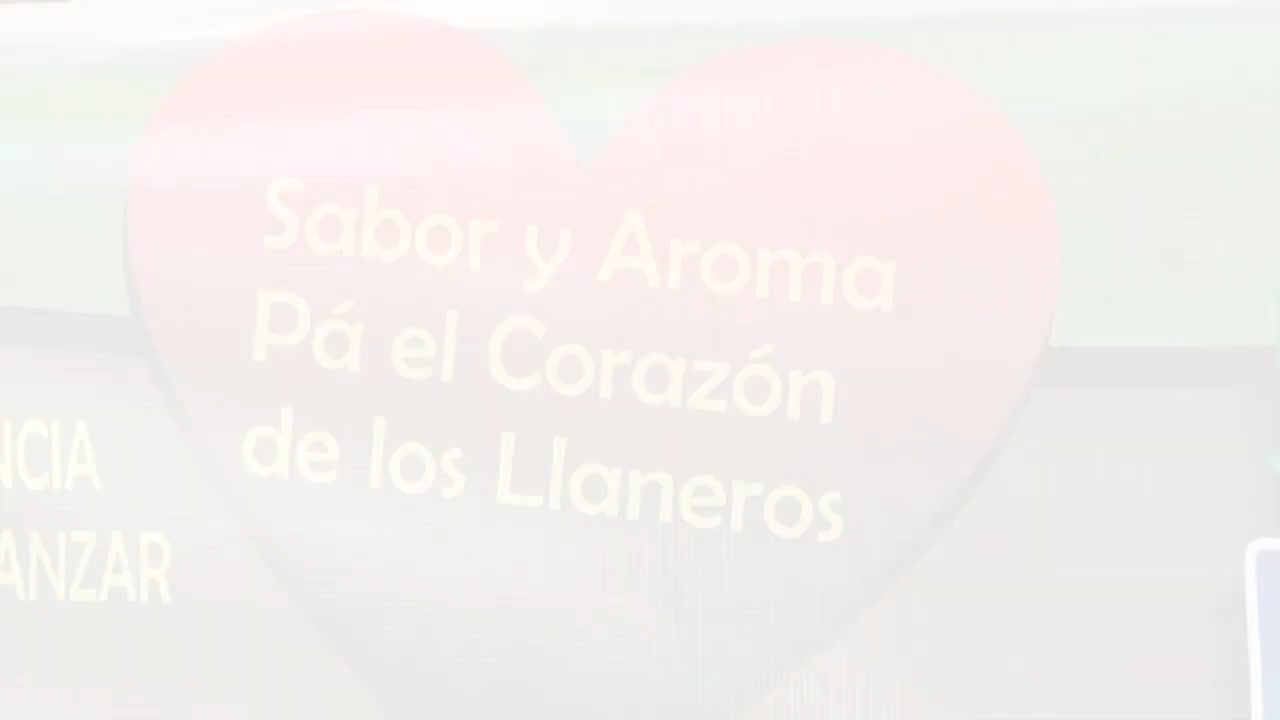 Sabor y Aroma
Pá el Corazón
de los Llaneros
NCIA
ANZAR